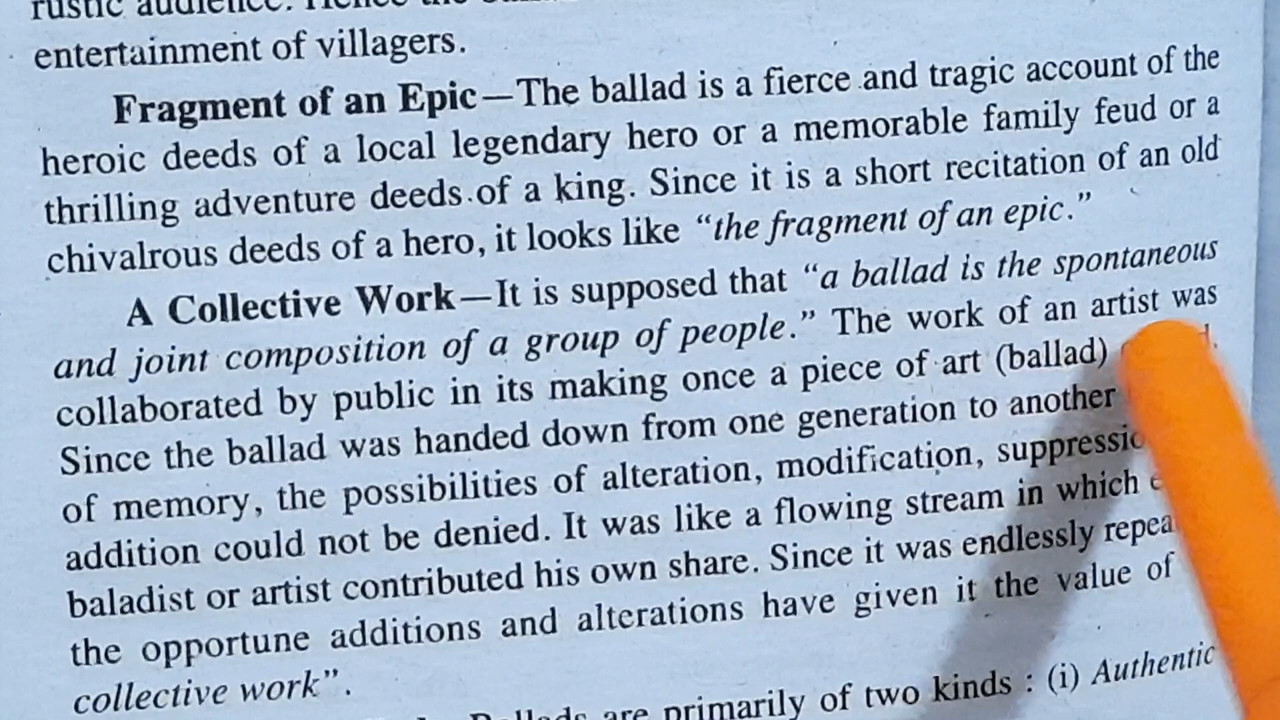 rustic audience. Hence the
entertainment of villagers.
Fragment of an Epic—The ballad is a fierce and tragic account of the
heroic deeds of a local legendary hero or a memorable family feud or a
thrilling adventure deeds of a king. Since it is a short recitation of an old
chivalrous deeds of a hero, it looks like “the fragment of an epic.”
A Collective Work—It is supposed that “a ballad is the spontaneous
and joint composition of a group of people.” The work of an artist was
collaborated by public in its making once a piece of art (ballad)
Since the ballad was handed down from one generation to another
of memory, the possibilities of alteration, modification,
addition could not be denied. It was like a flowing stream in which
baladist or artist contributed his own share. Since it was endlessly
the opportune additions and alterations have given it the value of
collective work”.
Ballads are primarily of two kinds : (i) Authentic